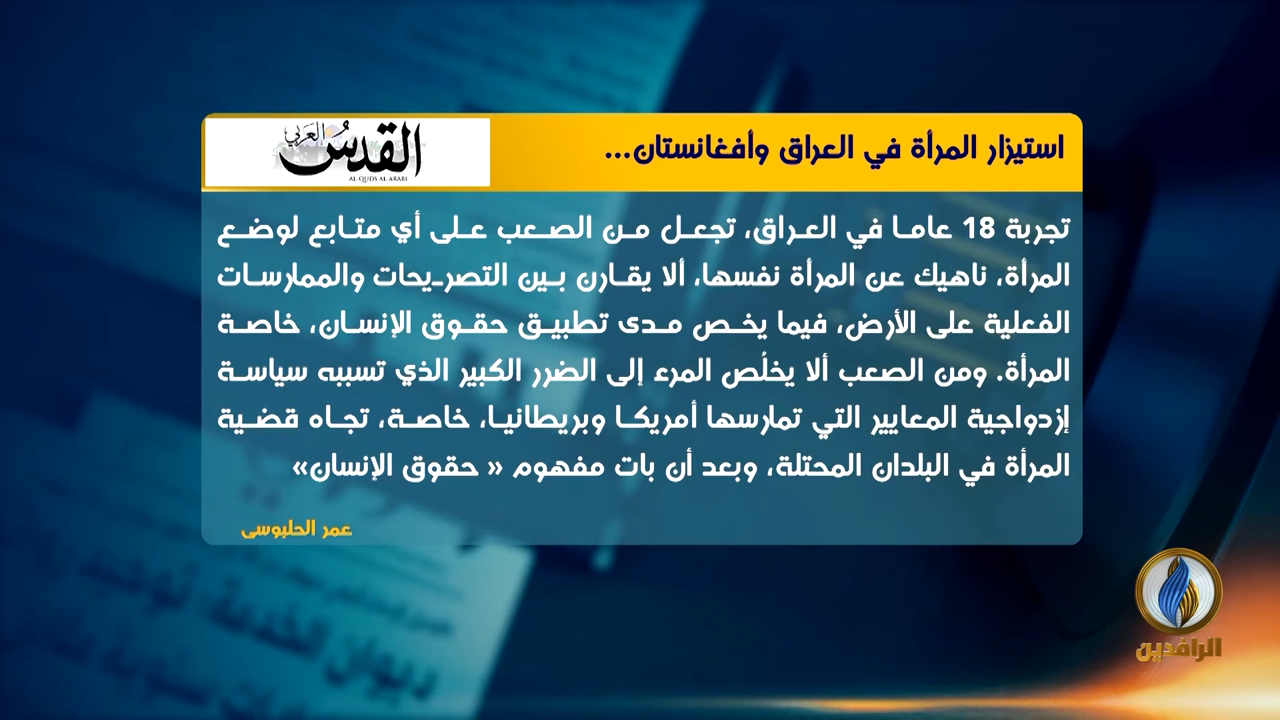 استيزار المرأة في العراق وأفغانستان...
القدس العربي
AL-QUDS AL-ARABI
تجربة 18 عاما في العراق، تجعل من الصعب على أي متابع لوضع
المرأة، ناهيك عن المرأة نفسها، ألا يقارن بين التصريحات والممارسات
الفعلية على الأرض، فيما يخص مدى تطبيق حقوق الإنسان، خاصة
المرأة. ومن الصعب ألا يخلُص المرء إلى الضرر الكبير الذي تسببه سياسة
إزدواجية المعايير التي تمارسها أمريكا وبريطانيا، خاصة، تجاه قضية
المرأة في البلدان المحتلة، وبعد أن بات مفهوم « حقوق الإنسان»
عمر الحلبوسي
الرافدين
ديوان الخدمة: توحيد